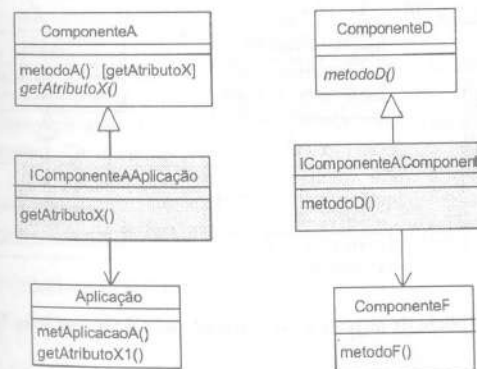 ComponenteA
metodoA() [getAtributoX]
getAtributoX()
IComponenteAAplicação
getAtributoX()
Aplicação
metAplicacaoA()
getAtributoX1()
ComponenteD
metodoD()
IComponenteAComponent
metodoD()
ComponenteF
metodoF()